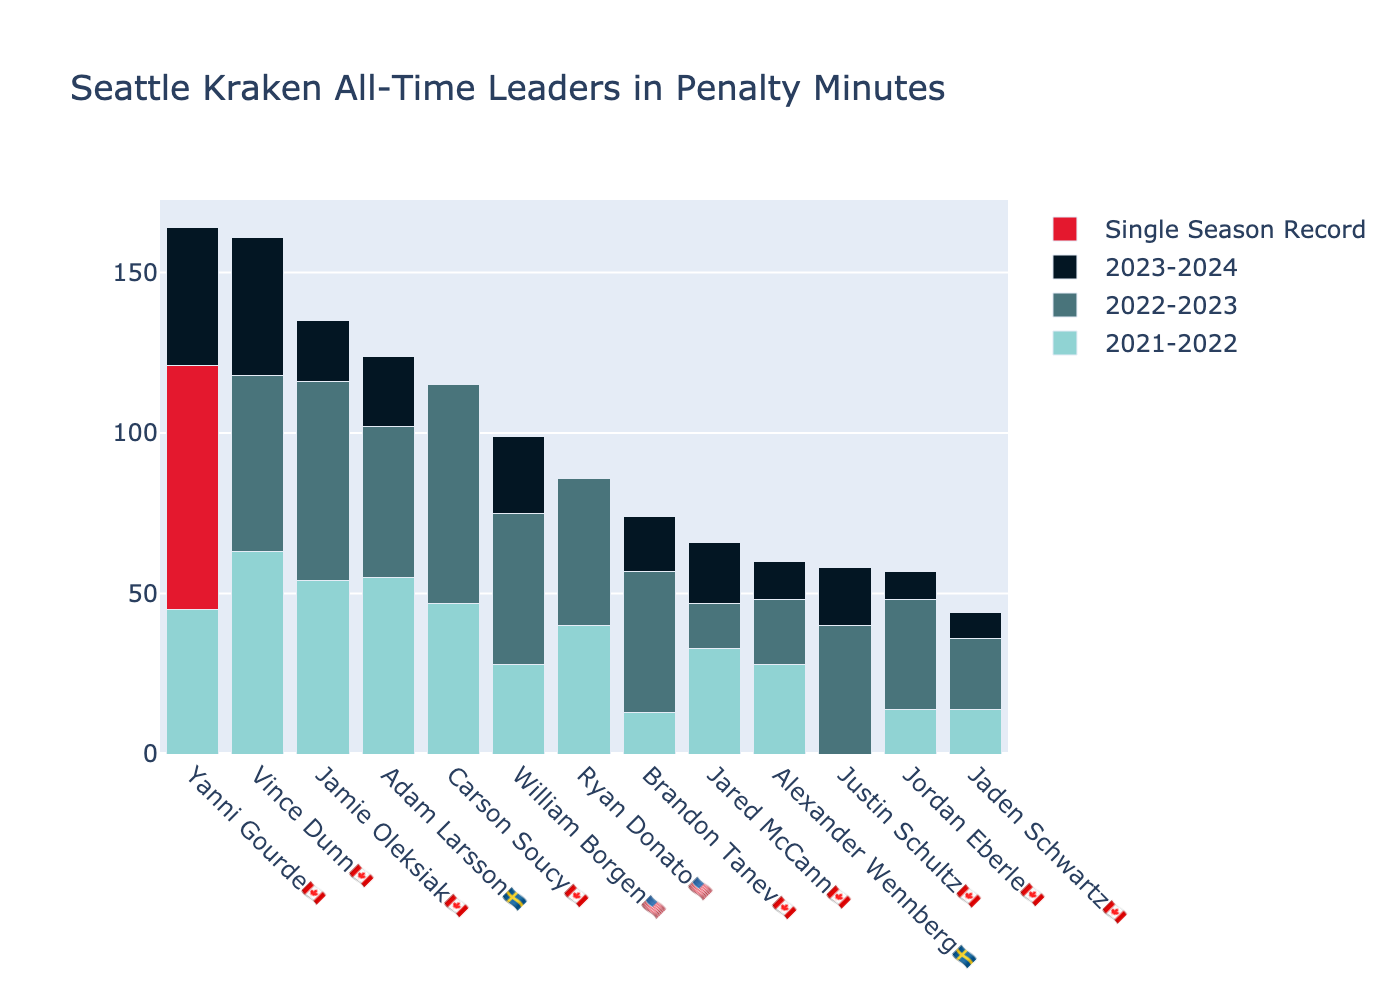 Seattle Kraken All-Time Leaders in Penalty Minutes
Single Season Record
2023-2024
2022-2023
2021-2022
150
100
50
0
Yanni Gourde🇨🇦
Vince Dunn🇨🇦
Jamie Oleksiak🇨🇦
Adam Larsson🇸🇪
Carson Soucy🇨🇦
William Borgen🇺🇸
Ryan Donato🇺🇸
Brandon Tanev🇨🇦
Jared McCann🇨🇦
Alexander Wennberg🇸🇪
Justin Schultz🇨🇦
Jordan Eberle🇨🇦
Jaden Schwartz🇨🇦